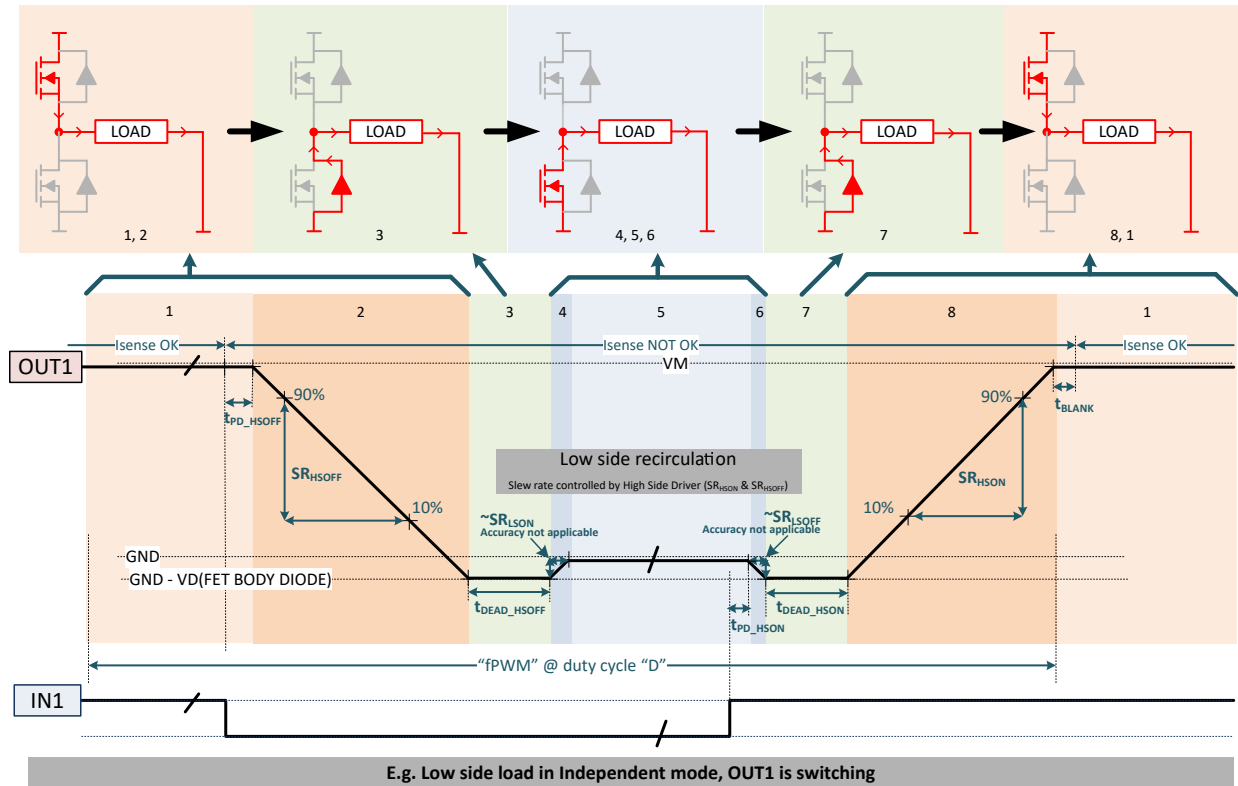 LOAD
LOAD
LOAD
LOAD
LOAD
1, 2
3
4, 5, 6
7
8, 1
1
2
3
4
5
6
7
8
1
Isense OK
Isense NOT OK
Isense OK
OUT1
VM
90%
90%
tPD_HSOFF
tBLANK
Low side recirculation
SRHSOFF
Slew rate controlled by High Side Driver (SRHSON & SRHSOFF)
SRHSON
10%
10%
~SRLSON
Accuracy not applicable
~SRLSOFF
Accuracy not applicable
GND
GND - VD(FET BODY DIODE)
tDEAD_HSOFF
tDEAD_HSON
tPD_HSON
“fPWM” @ duty cycle “D”
IN1
E.g. Low side load in Independent mode, OUT1 is switching